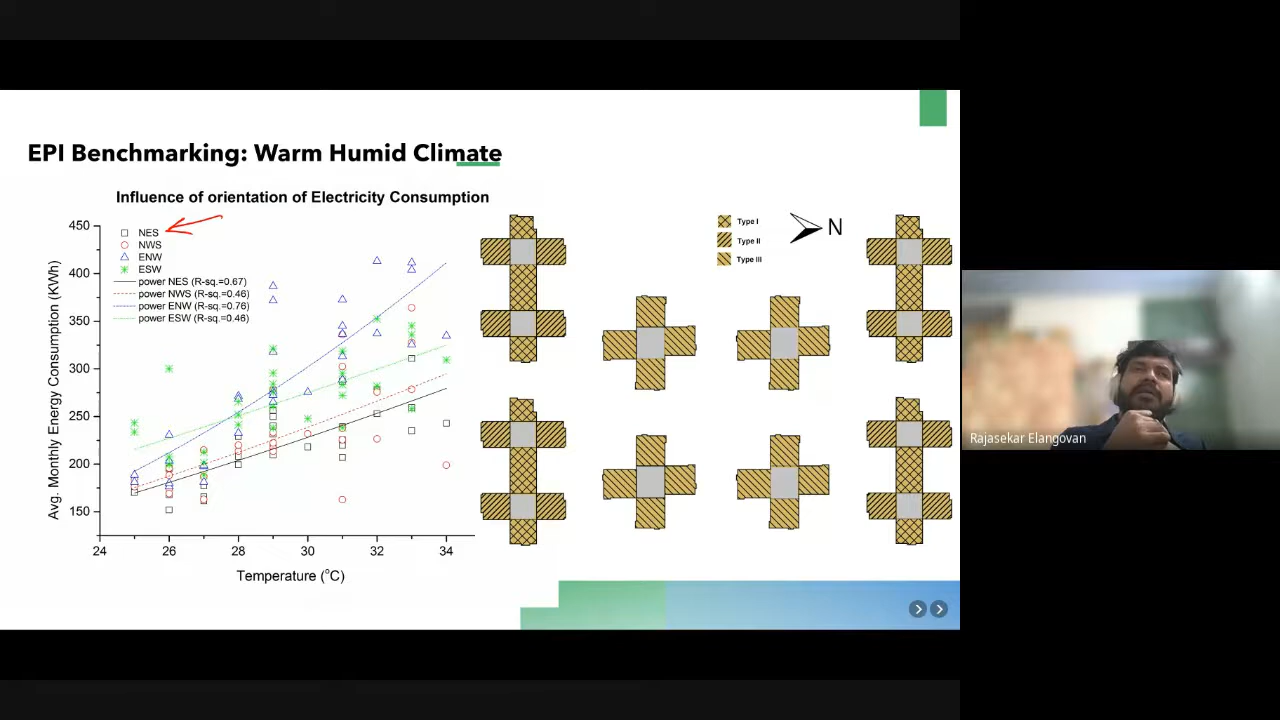 EPI Benchmarking: Warm Humid Climate
Influence of orientation of Electricity Consumption
NES
NWS
ENW
ESW
power NES (R-sq.=0.67)
power NWS (R-sq.=0.46)
power ENW (R-sq.=0.76)
power ESW (R-sq.=0.46)
Avg. Monthly Energy Consumption (KWh)
450
400
350
300
250
200
150
24
26
28
30
32
34
Temperature (°C)
Type I
Type II
Type III
N
Rajasekar Elangovan